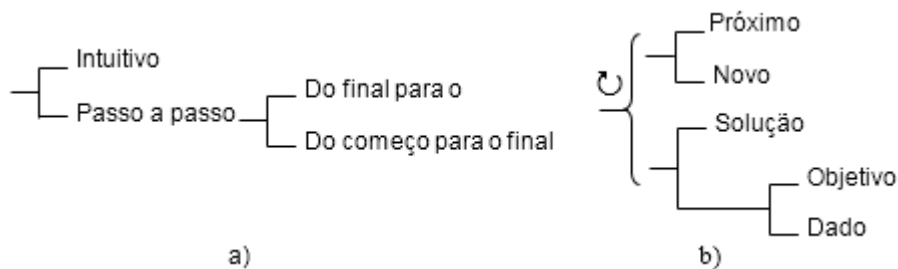 Intuitivo
Passo a passo
Do final para o
Do começo para o final
a)
Próximo
Novo
Solução
Objetivo
Dado
b)